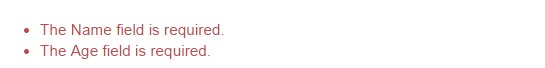 The Name field is required.
The Age field is required.